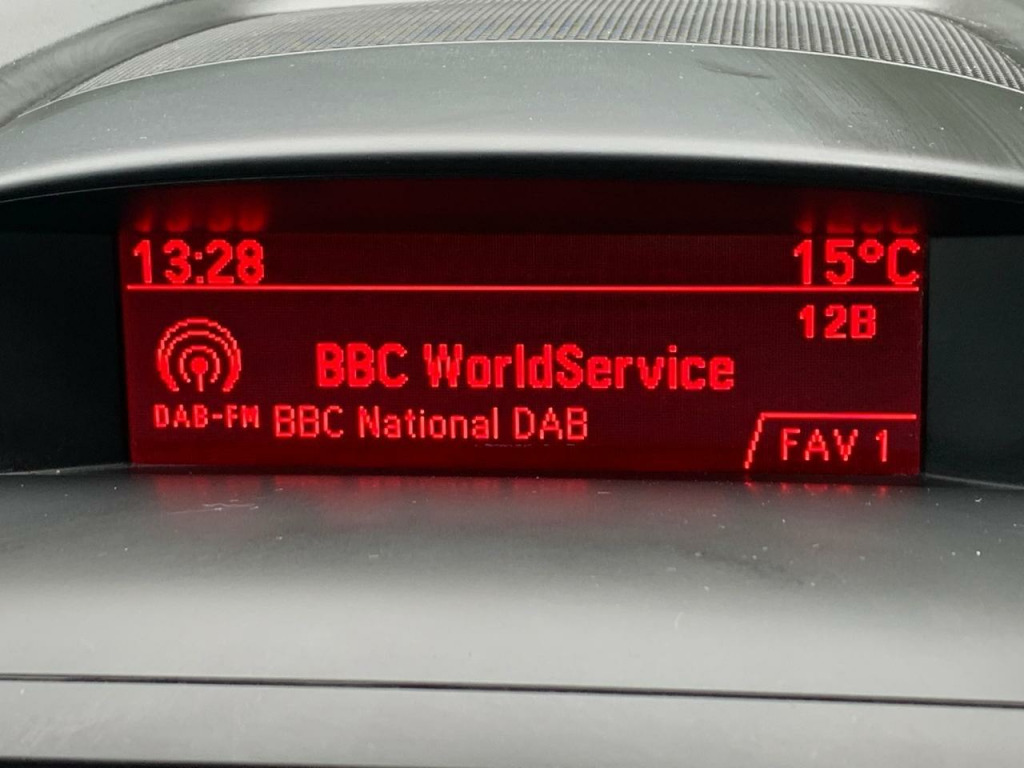 13:28 15°C
12B
BBC WorldService
DAB-FM BBC National DAB
FAV 1